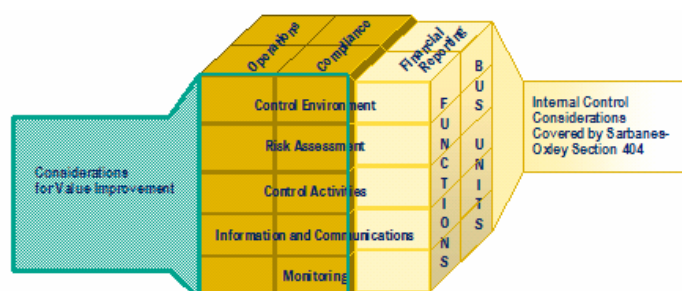 Operations
Compliance
Financial
Reporting
Control Environment
Risk Assessment
Control Activities
Information and Communications
Monitoring
FUNCTIONS
BUS UNITS
Considerations
for Value Improvement
Internal Control
Considerations
Covered by Sarbanes-
Oxley Section 404